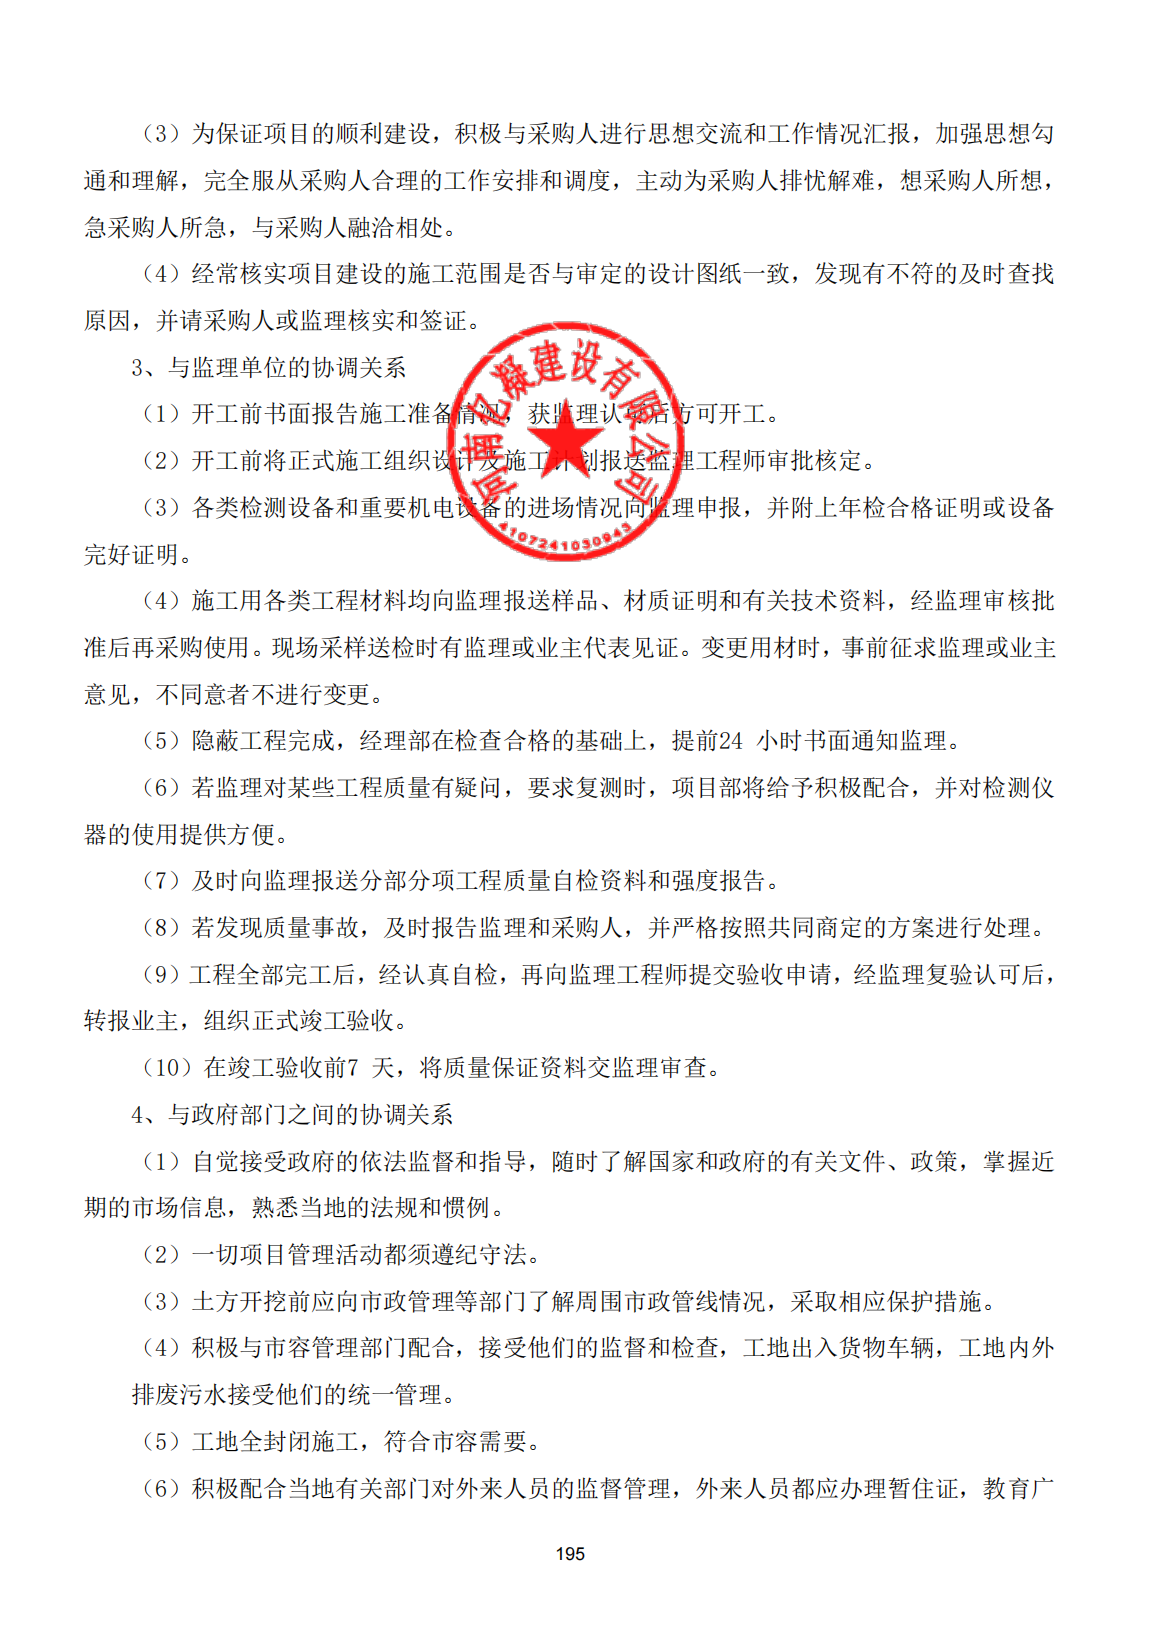 （3）为保证项目的顺利建设，积极与采购人进行思想交流和工作情况汇报，加强思想勾
通和理解，完全服从采购人合理的工作安排和调度，主动为采购人排忧解难，想采购人所想，
急采购人所急，与采购人融洽相处。
（4）经常核实项目建设的施工范围是否与审定的设计图纸一致，发现有不符的及时查找
原因，并请采购人或监理核实和签证。
3、与监理单位的协调关系
（1）开工前书面报告施工准备情况，获监理认可后方可开工。
（2）开工前将正式施工组织设计及施工计划报送监理工程师审批核定。
（3）各类检测设备和重要机电设备的进场情况向监理申报，并附上年检合格证明或设备
完好证明。
（4）施工用各类工程材料均向监理报送样品、材质证明和有关技术资料，经监理审核批
准后再采购使用。现场采样送检时有监理或业主代表见证。变更用材时，事前征求监理或业主
意见，不同意者不进行变更。
（5）隐蔽工程完成，经理部在检查合格的基础上，提前24 小时书面通知监理。
（6）若监理对某些工程质量有疑问，要求复测时，项目部将给予积极配合，并对检测仪
器的使用提供方便。
（7）及时向监理报送分部分项工程质量自检资料和强度报告。
（8）若发现质量事故，及时报告监理和采购人，并严格按照共同商定的方案进行处理。
（9）工程全部完工后，经认真自检，再向监理工程师提交验收申请，经监理复验认可后，
转报业主，组织正式竣工验收。
（10）在竣工验收前7 天，将质量保证资料交监理审查。
4、与政府部门之间的协调关系
（1）自觉接受政府的依法监督和指导，随时了解国家和政府的有关文件、政策，掌握近
期的市场信息，熟悉当地的法规和惯例。
（2）一切项目管理活动都须遵纪守法。
（3）土方开挖前应向市政管理等部门了解周围市政管线情况，采取相应保护措施。
（4）积极与市容管理部门配合，接受他们的监督和检查，工地出入货物车辆，工地内外
排废污水接受他们的统一管理。
（5）工地全封闭施工，符合市容需要。
（6）积极配合当地有关部门对外来人员的监督管理，外来人员都应办理暂住证，教育广
195
河南亿凝建设有限公司
4107241030943